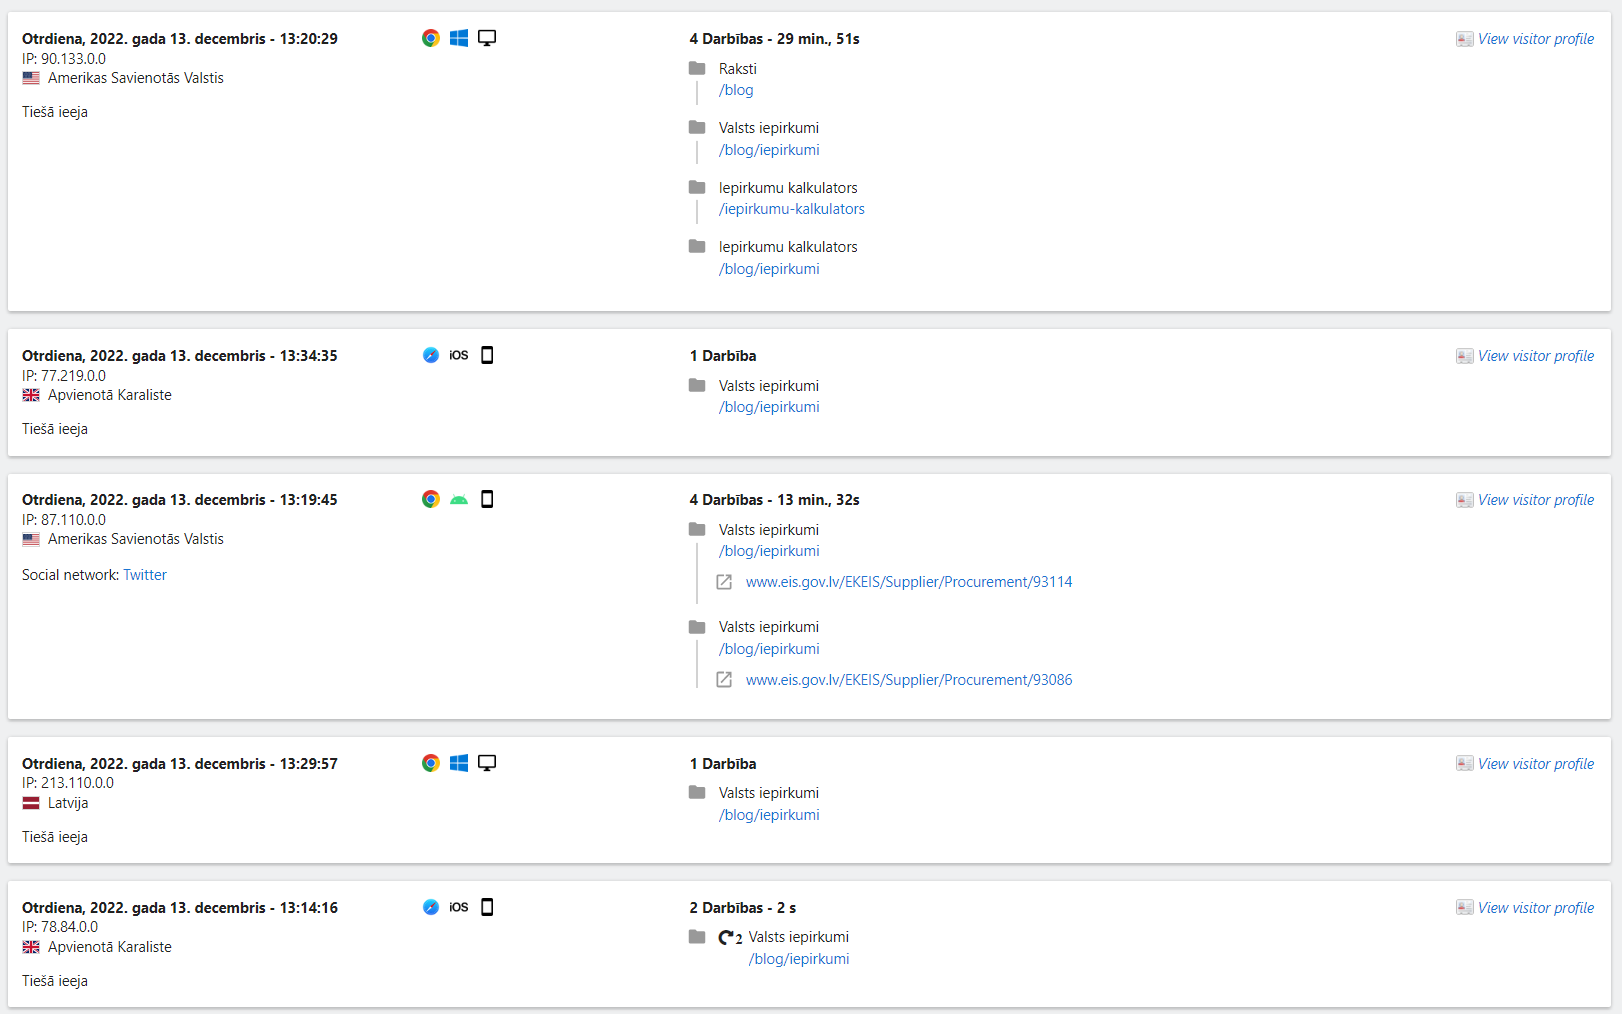 Otrdiena, 2022. gada 13. decembris - 13:20:29
IP: 90.133.0.0
Amerikas Savienotās Valstis
Tiešā ieeja
4 Darbības - 29 min., 51s
Raksti
/blog
Valsts iepirkumi
/blog/iepirkumi
Iepirkumu kalkulators
/iepirkumu-kalkulators
Iepirkumu kalkulators
/blog/iepirkumi
View visitor profile
Otrdiena, 2022. gada 13. decembris - 13:34:35
IP: 77.219.0.0
Apvienotā Karaliste
Tiešā ieeja
iOS
1 Darbība
Valsts iepirkumi
/blog/iepirkumi
View visitor profile
Otrdiena, 2022. gada 13. decembris - 13:19:45
IP: 87.110.0.0
Amerikas Savienotās Valstis
Social network: Twitter
4 Darbības - 13 min., 32s
Valsts iepirkumi
/blog/iepirkumi
www.eis.gov.lv/EKEIS/Supplier/Procurement/93114
Valsts iepirkumi
/blog/iepirkumi
www.eis.gov.lv/EKEIS/Supplier/Procurement/93086
View visitor profile
Otrdiena, 2022. gada 13. decembris - 13:29:57
IP: 213.110.0.0
Latvija
Tiešā ieeja
1 Darbība
Valsts iepirkumi
/blog/iepirkumi
View visitor profile
Otrdiena, 2022. gada 13. decembris - 13:14:16
IP: 78.84.0.0
Apvienotā Karaliste
Tiešā ieeja
iOS
2 Darbības - 2 s
2 Valsts iepirkumi
/blog/iepirkumi
View visitor profile